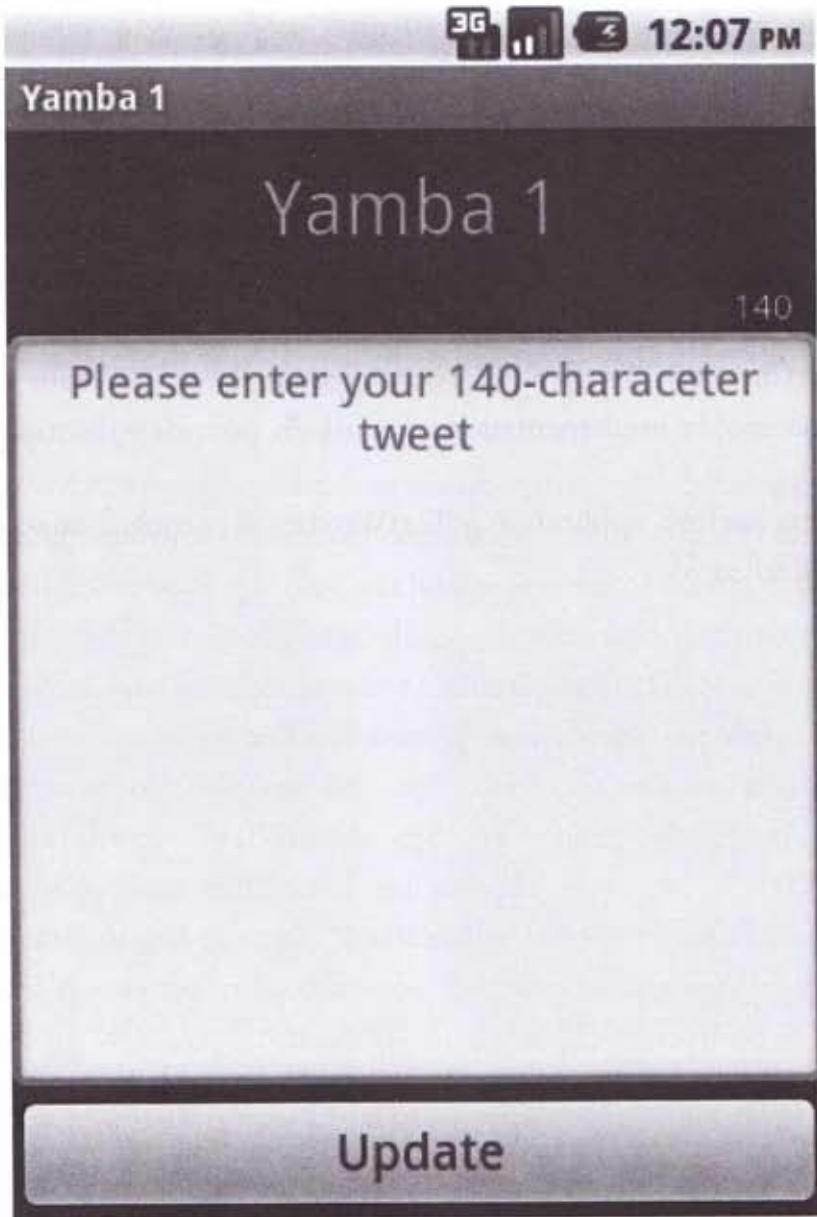 3G 12:07 PM
Yamba 1
Yamba 1
140
Please enter your 140-characeter
tweet
Update